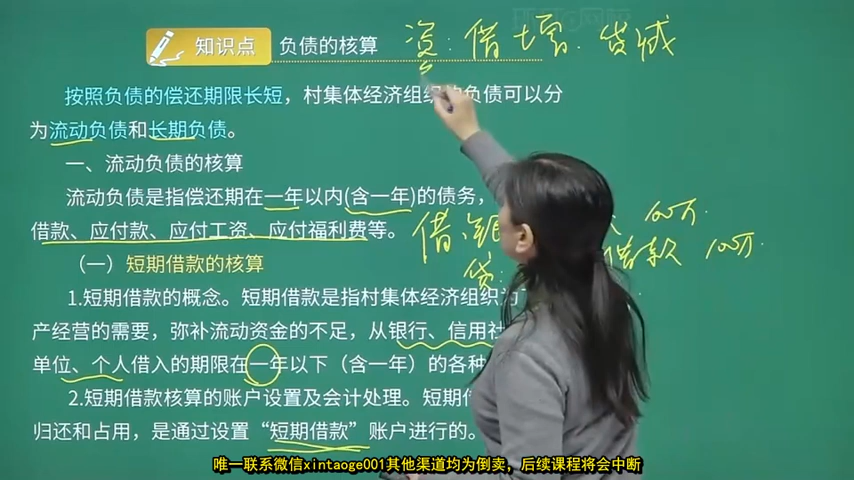 知识点 负债的核算 资：借增．贷减
按照负债的偿还期限长短，村集体经济组织的负债可以分
为流动负债和长期负债。
一、流动负债的核算
流动负债是指偿还期在一年以内(含一年)的债务，
100万.
借款、应付款、应付工资、应付福利费等。
借：银
借款 100万.
贷：
（一）短期借款的核算
1.短期借款的概念。短期借款是指村集体经济组织为了
产经营的需要，弥补流动资金的不足，从银行、信用社
单位、个人借入的期限在一年以下（含一年）的各种
2.短期借款核算的账户设置及会计处理。短期借
归还和占用，是通过设置“短期借款”账户进行的。
唯一联系微信xintaoge001其他渠道均为倒卖，后续课程将会中断